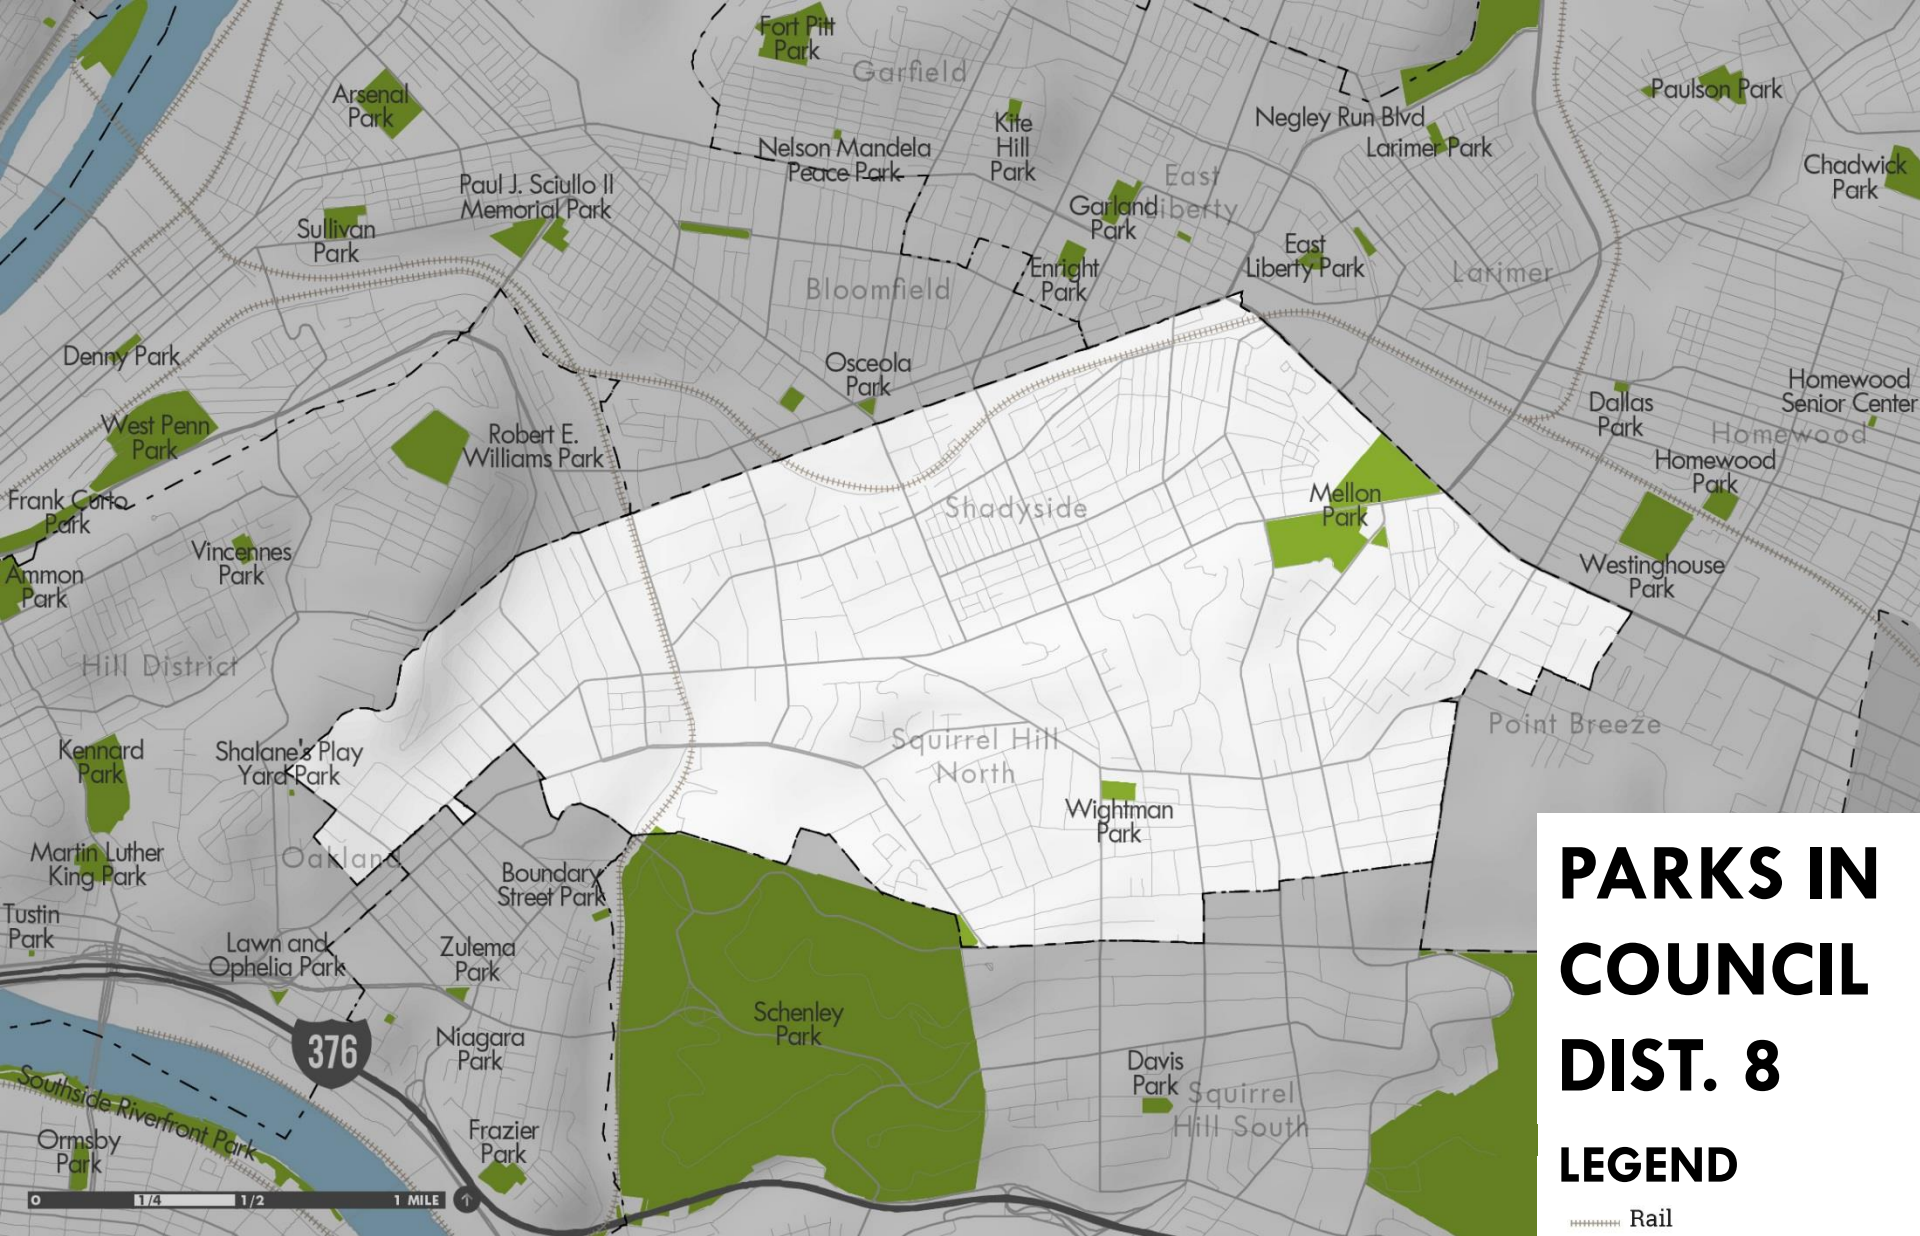 Fort Pitt
Park
Garfield
Arsenal
Park
Kite
Hill
Park
Negley Run Blvd
Larimer Park
Paulson Park
Chadwick
Park
Nelson Mandela
Peace Park
Paul J. Sciullo II
Memorial Park
East
Liberty
Garland
Park
Sullivan
Park
East
Liberty Park
Larimer
Enright
Park
Bloomfield
Denny Park
Osceola
Park
Homewood
Senior Center
Dallas
Park
Homewood
Homewood
Park
West Penn
Park
Robert E.
Williams Park
Mellon
Park
Shadyside
Frank Curto
Park
Vincennes
Park
Westinghouse
Park
Ammon
Park
Hill District
Point Breeze
Squirrel Hill
North
Kennard
Park
Shalane's Play
Yard Park
Wightman
Park
Martin Luther
King Park
Oakland
Boundary
Street Park
Tustin
Park
Lawn and
Ophelia Park
Zulema
Park
Schenley
Park
376
Niagara
Park
Davis
Park
Squirrel
Hill South
Southside Riverfront Park
Ormsby
Park
Frazier
Park
0 1/4 1/2 1 MILE
PARKS IN
COUNCIL
DIST. 8
LEGEND
Rail